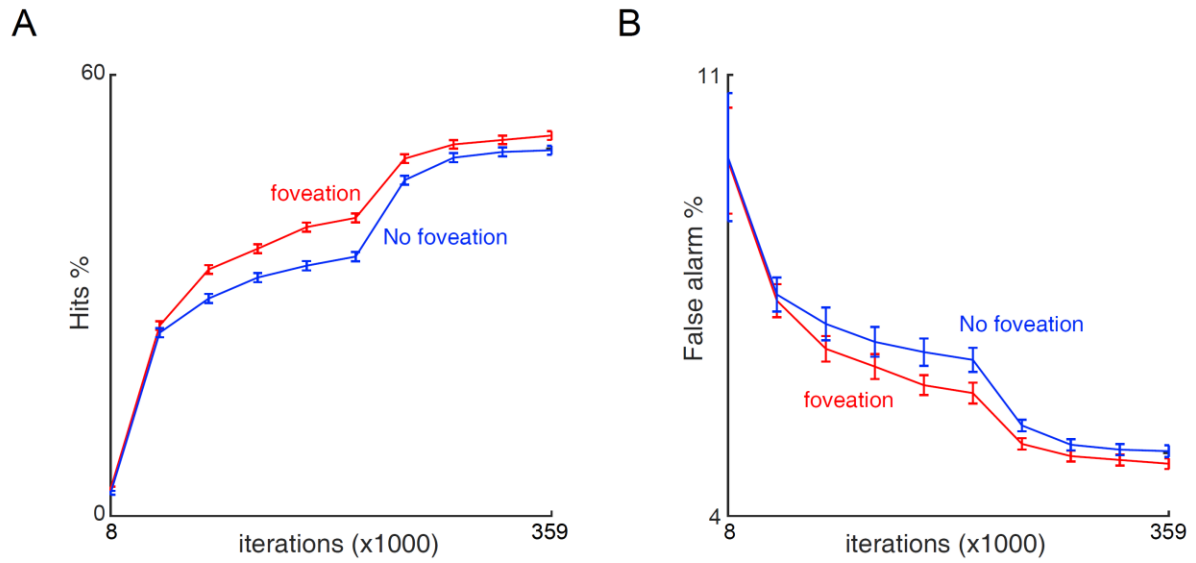 A
60
Hits %
foveation
No foveation
0
8
359
iterations (x1000)
B
11
False alarm %
No foveation
foveation
4
8
359
iterations (x1000)